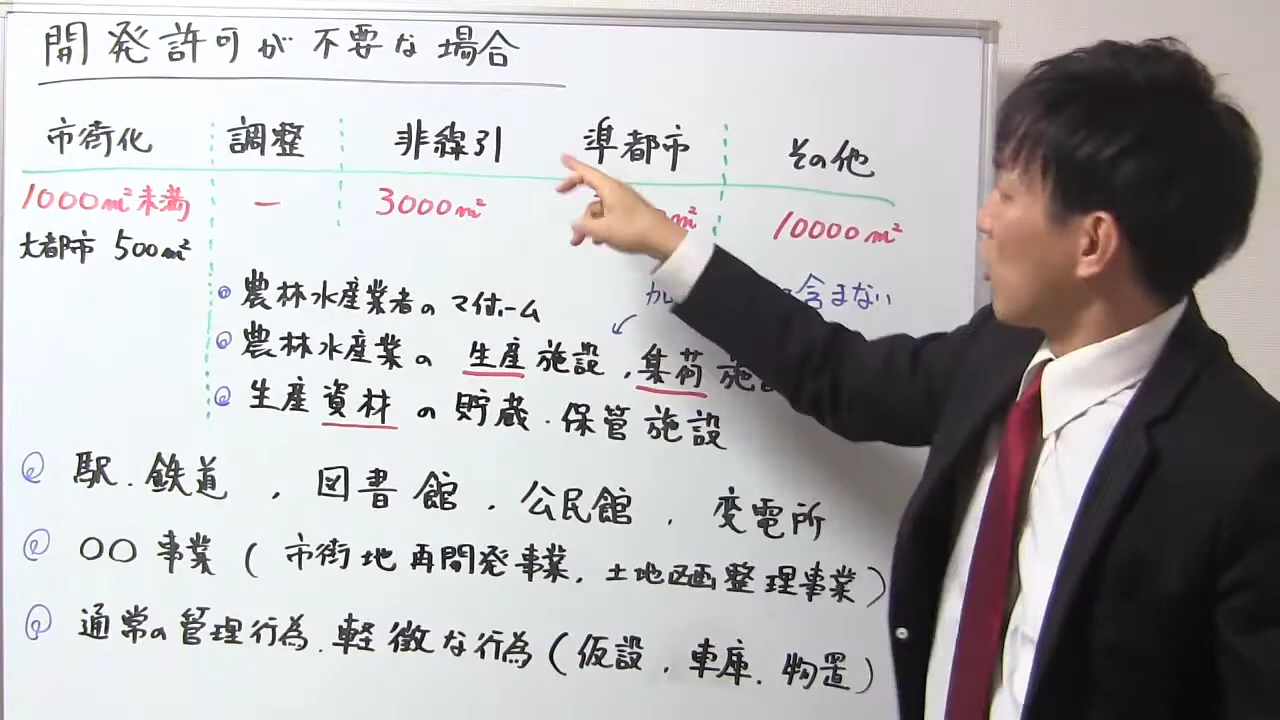 開発許可が不要な場合
市街化 調整 非線引 準都市 その他
1000㎡未満 － 3000㎡ ㎡ 10000㎡
大都市 500㎡
含まない
農林水産業者のマイホーム
農林水産業の生産施設，集荷施
生産資材の貯蔵・保管施設
駅・鉄道，図書館，公民館，変電所
〇〇事業（市街地再開発事業，土地区画整理事業）
通常の管理行為，軽微な行為（仮設，車庫，物置）